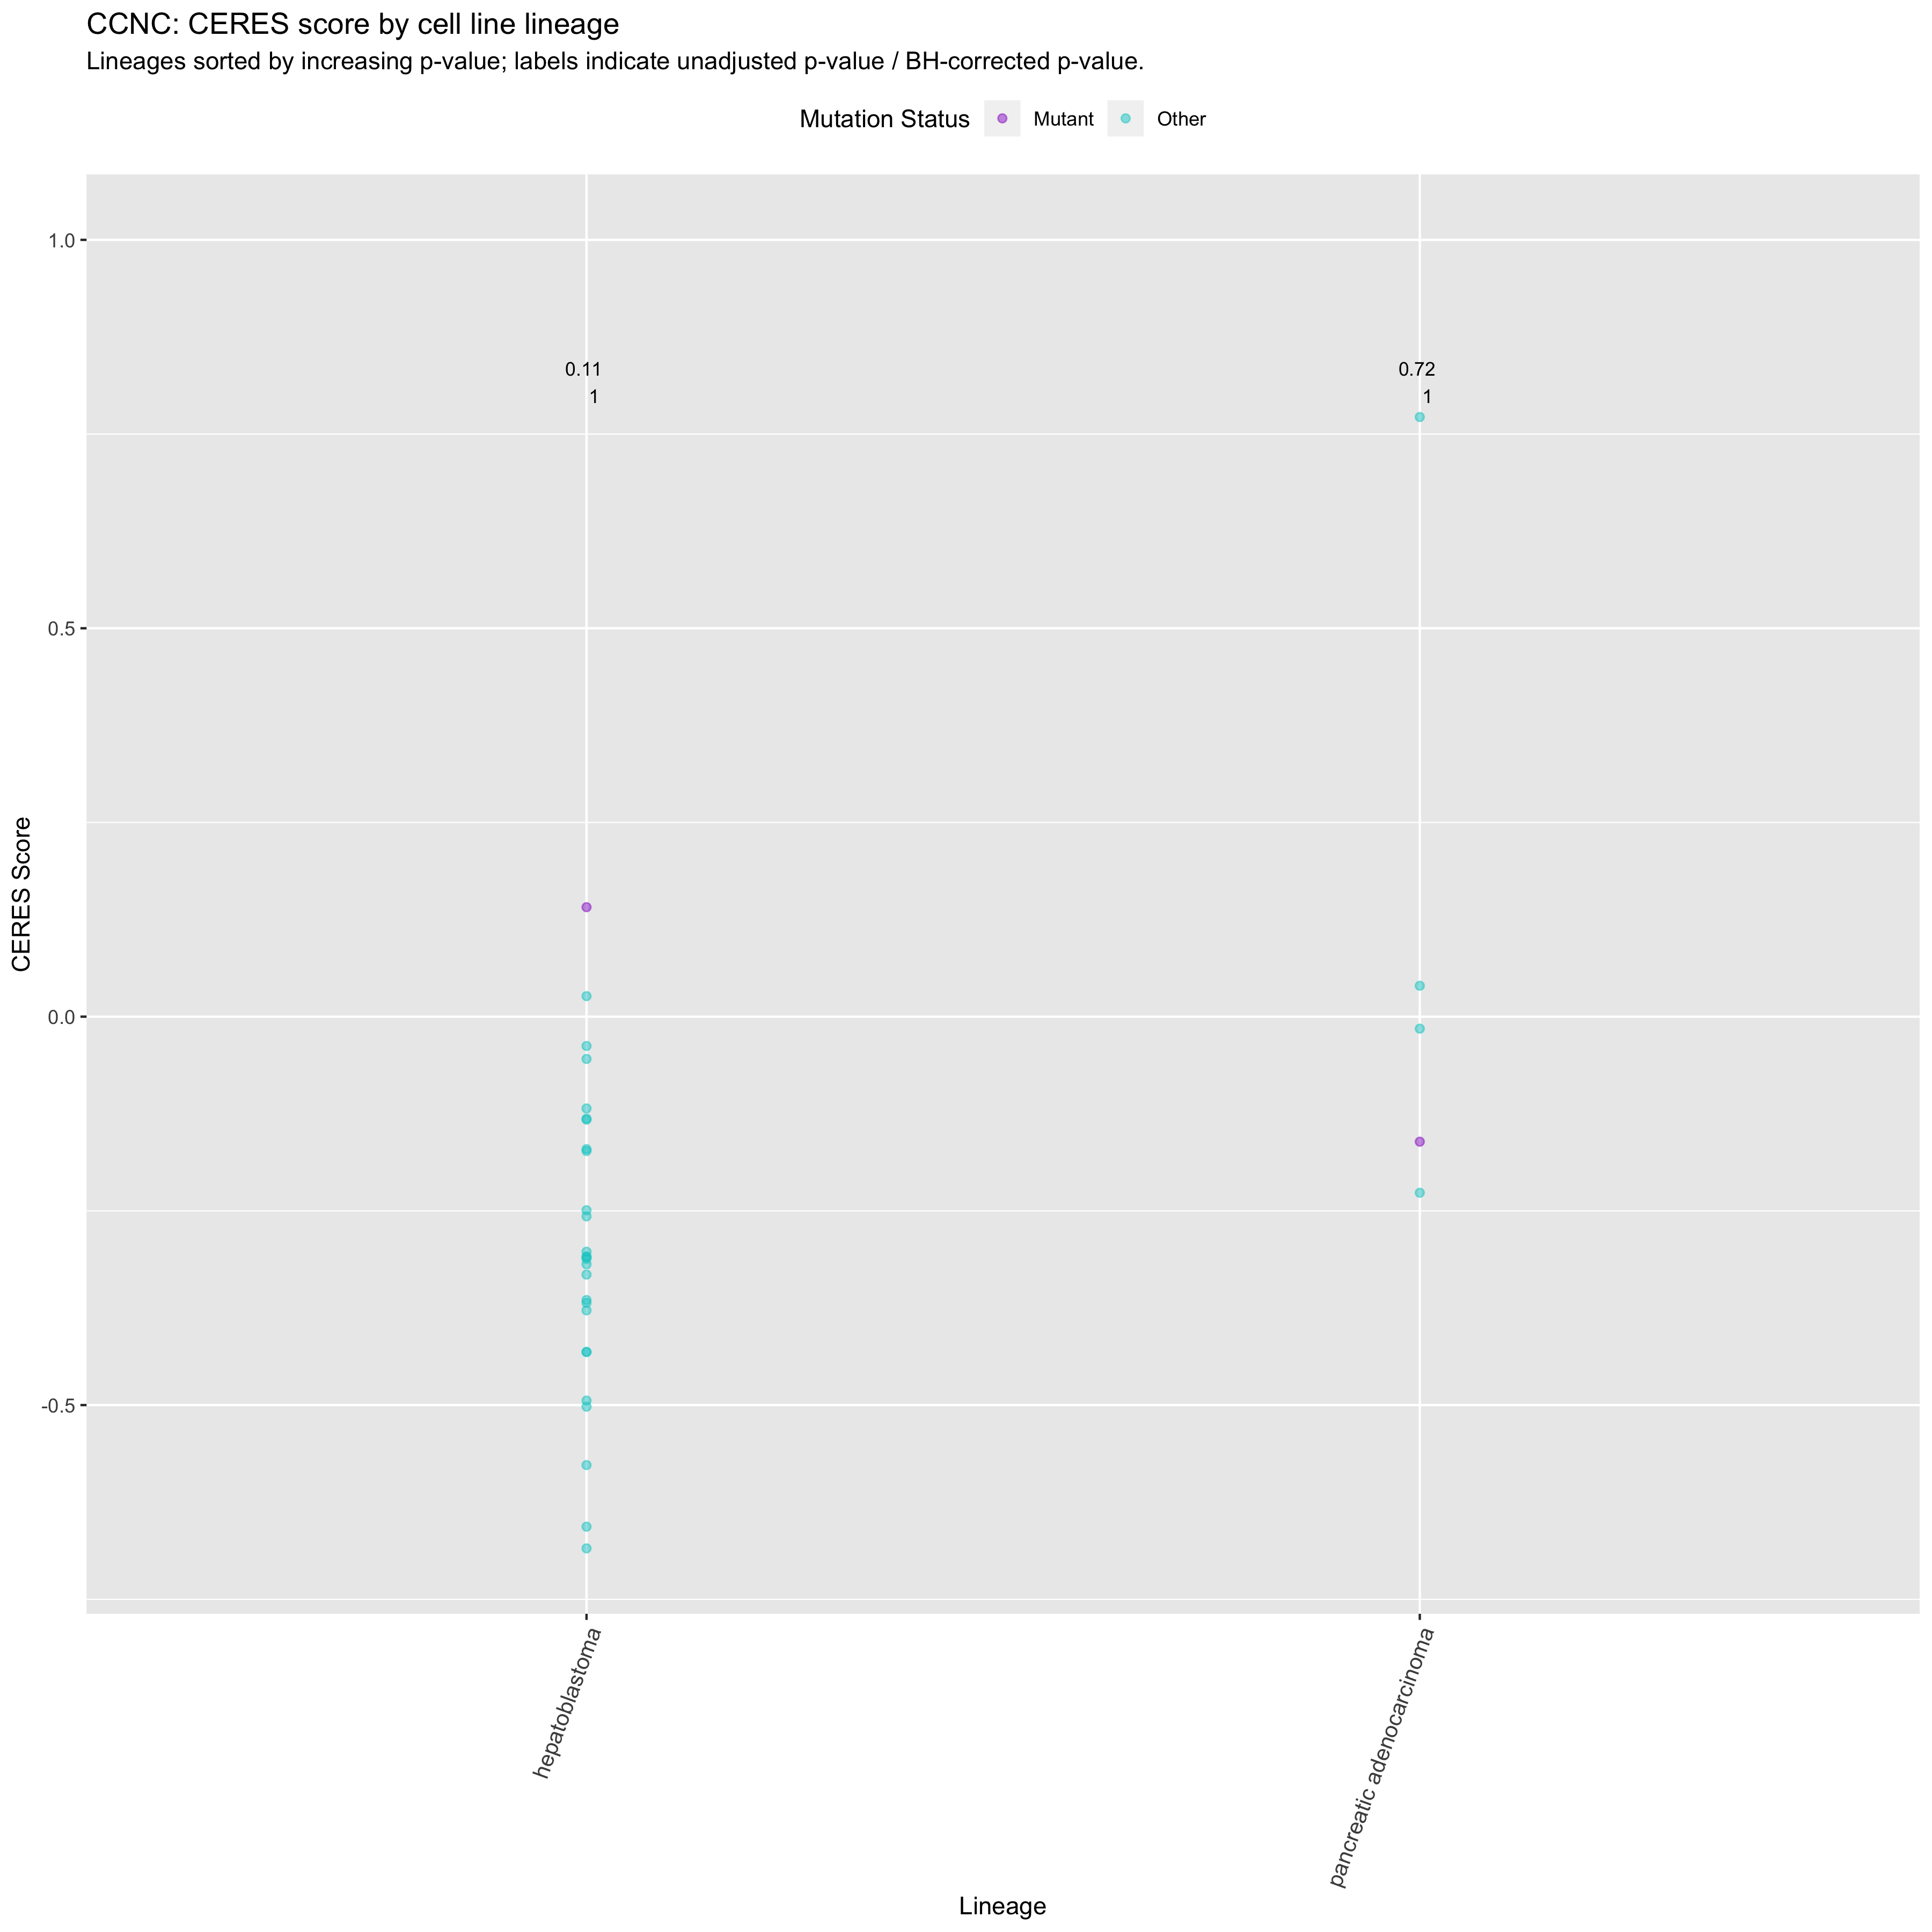 CCNC: CERES score by cell line lineage
Lineages sorted by increasing p-value; labels indicate unadjusted p-value / BH-corrected p-value.
Mutation Status Mutant Other
1.0
0.11 0.72
1 1
0.5
CERES Score
0.0
-0.5
hepatoblastoma
pancreatic adenocarcinoma
Lineage